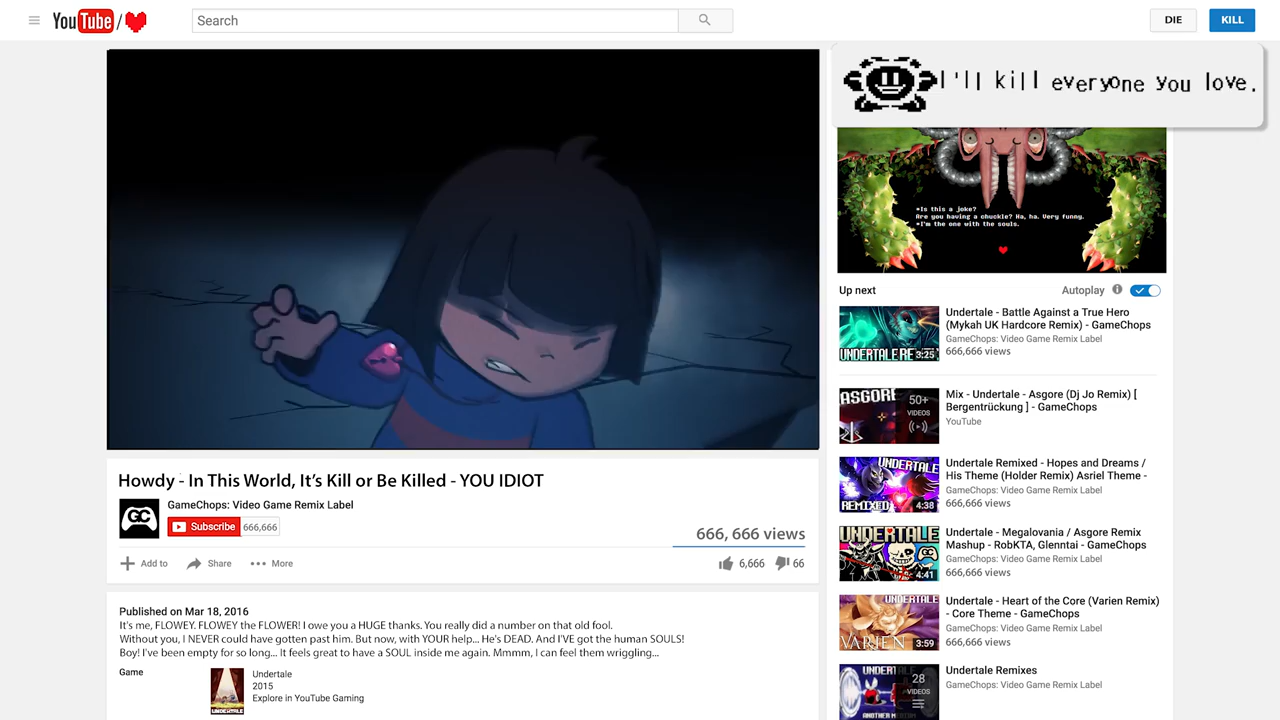 YouTube /
Search
DIE
KILL
I'll kill everyone you love.
*Is this a joke?
Are you having a chuckle? Ha, ha. Very funny.
*I'm the one with the souls.
Up next
Autoplay
UNDERTALE RE
3:25
Undertale - Battle Against a True Hero
(Mykah UK Hardcore Remix) - GameChops
GameChops: Video Game Remix Label
666,666 views
ASGORE
50+
VIDEOS
Mix - Undertale - Asgore (Dj Jo Remix) [
Bergentrückung ] - GameChops
YouTube
UNDERTALE
REMIXED
4:38
Undertale Remixed - Hopes and Dreams /
His Theme (Holder Remix) Asriel Theme -
GameChops: Video Game Remix Label
666,666 views
Howdy - In Ths World, It's Kill or Be Killed - YOU IDIOT
GC
GameChops: Video Game Remix Label
Subscribe
666,666
666, 666 views
Add to
Share
More
6,666
66
UNDERTALE
4:41
Undertale - Megalovania / Asgore Remix
Mashup - RobKTA, Glenntai - GameChops
GameChops: Video Game Remix Label
666,666 views
Published on Mar 18, 2016
It's me, FLOWEY. FLOWEY the FLOWER! I owe you a HUGE thanks. You really did a number on that old fool.
Without you, I NEVER could have gotten past him. But now, with YOUR help... He's DEAD. And I'VE got the human SOULS!
Boy! I've been empty for so long... It feels great to have a SOUL inside me again. Mmmm, I can feel them wriggling...
Game
UNDERTALE
Undertale
2015
Explore in YouTube Gaming
UNDERTALE
VARIEN
3:59
Undertale - Heart of the Core (Varien Remix)
- Core Theme - GameChops
GameChops: Video Game Remix Label
666,666 views
28
VIDEOS
Undertale Remixes
GameChops: Video Game Remix Label